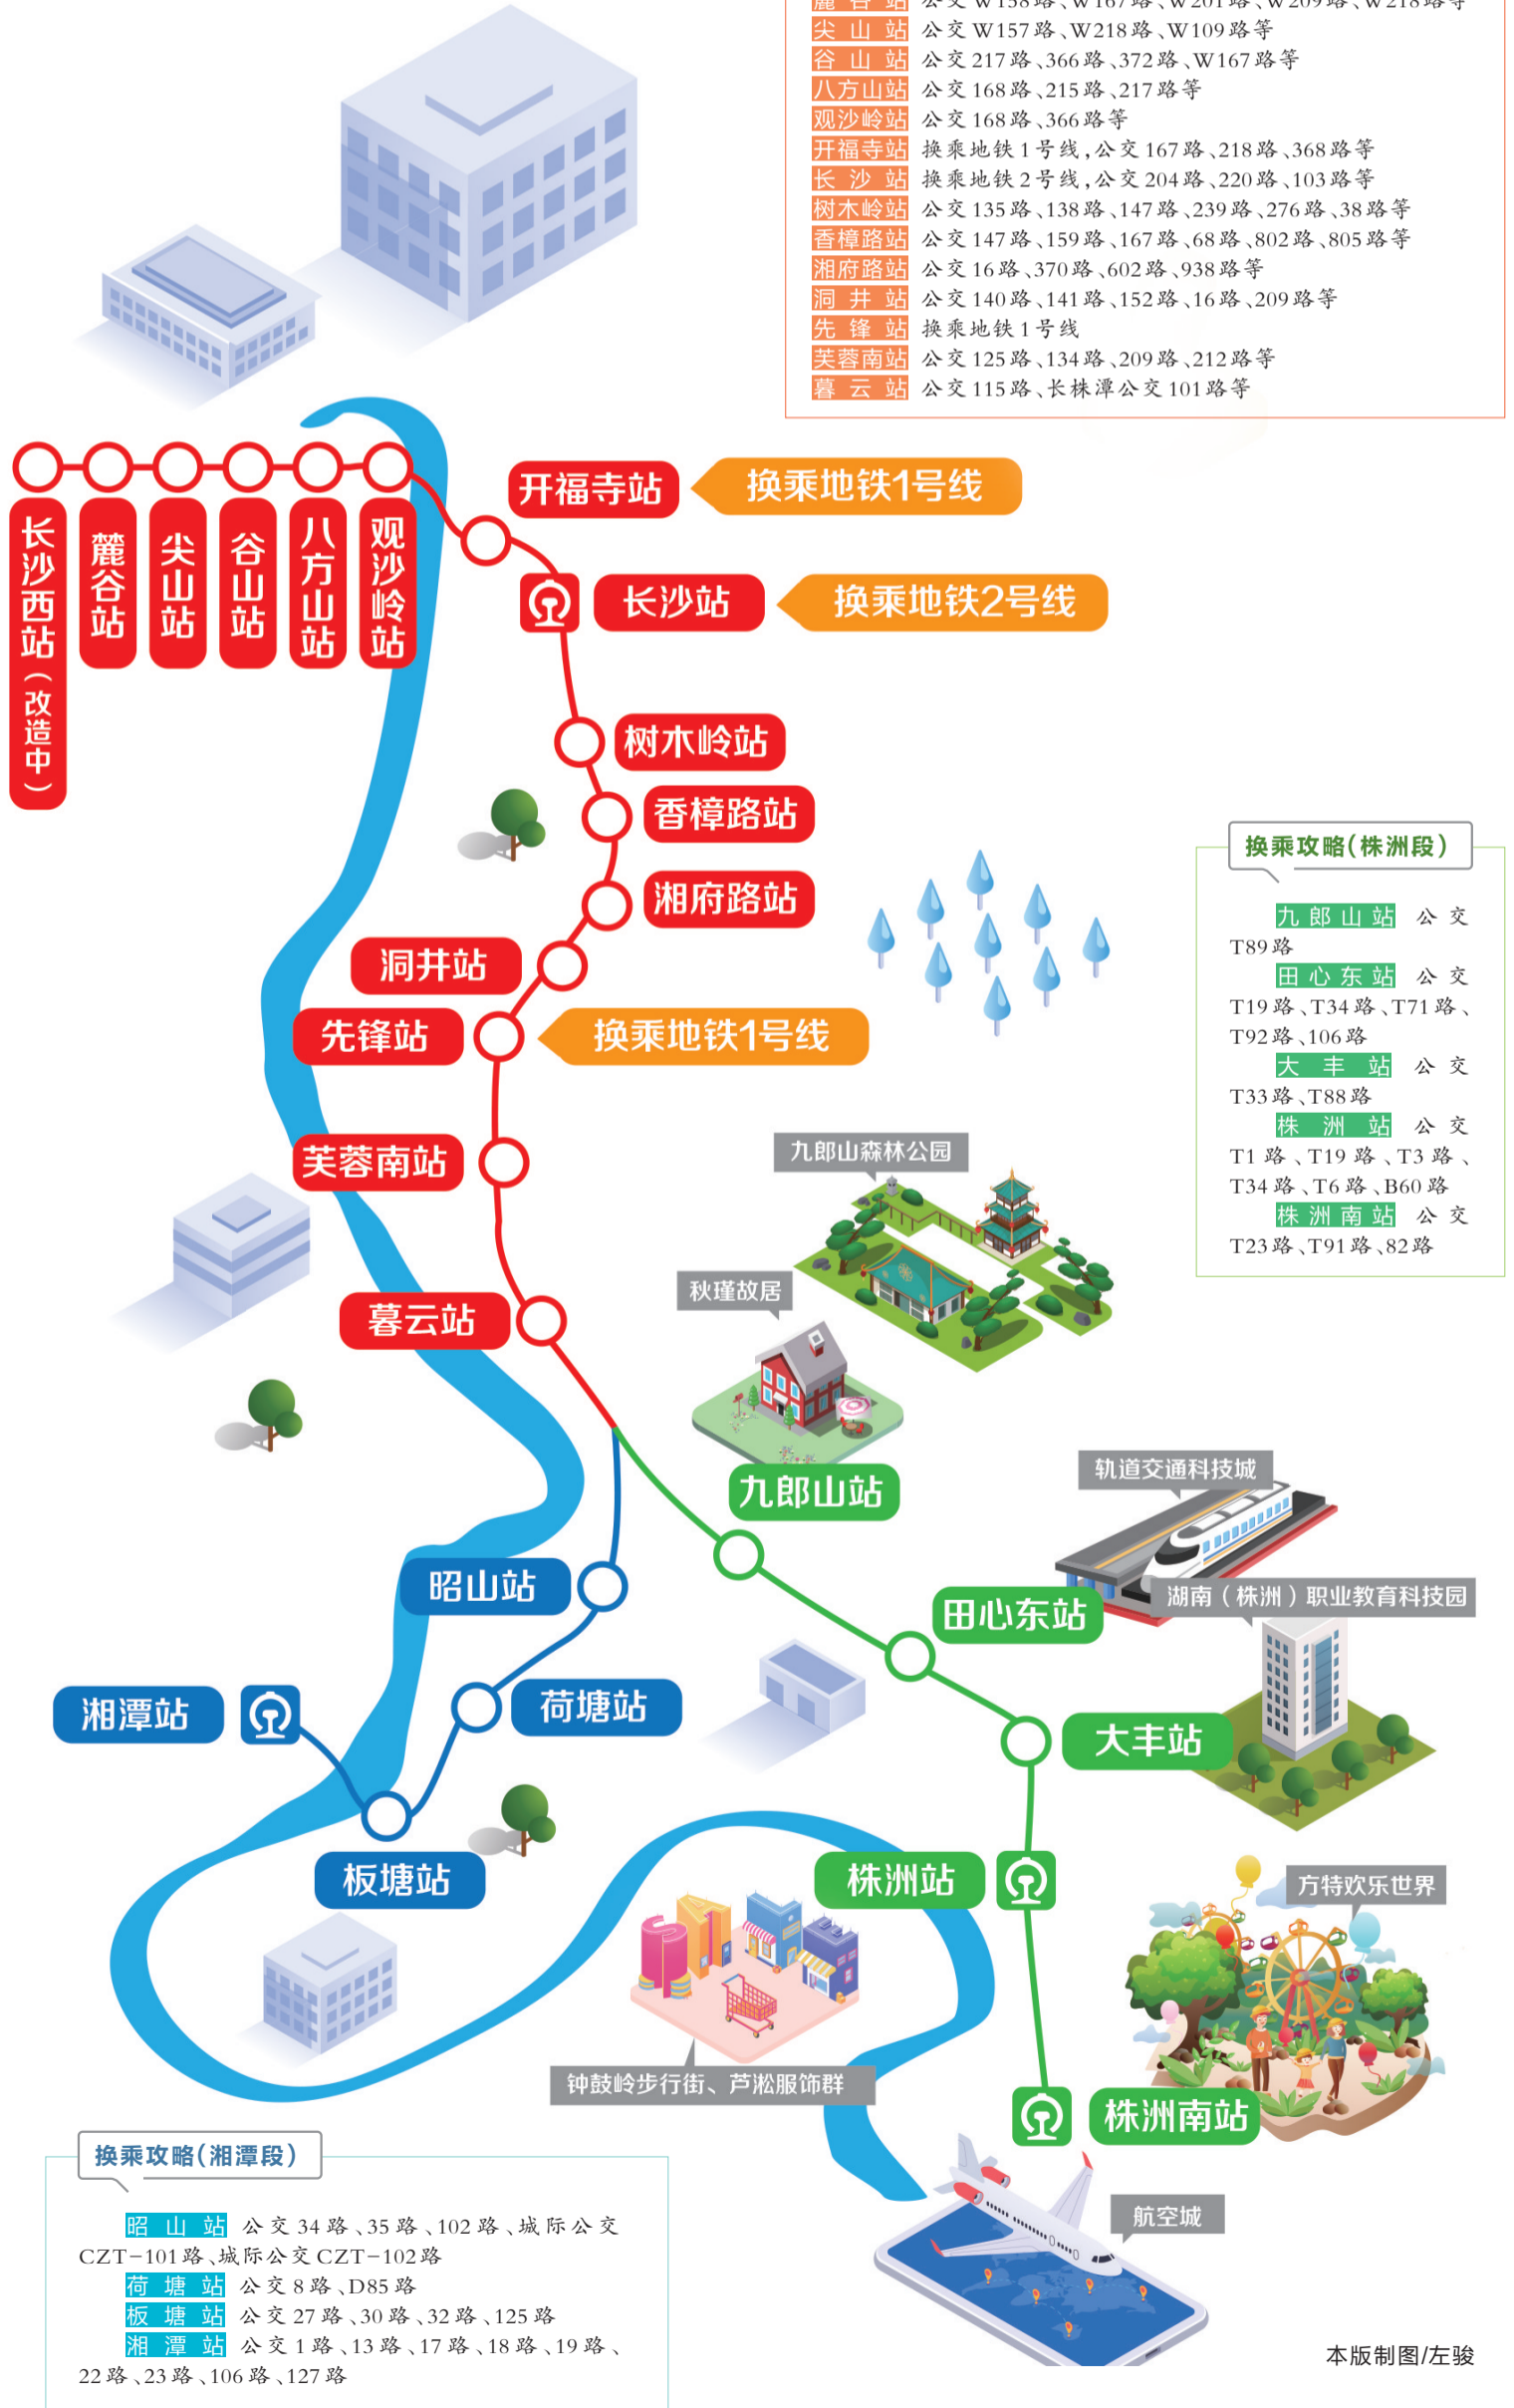 麓谷站 公交W158路、W167路、W201路、W209路、W218路等
尖山站 公交W157路、W218路、W109路等
谷山站 公交217路、366路、372路、W167路等
八方山站 公交168路、215路、217路等
观沙岭站 公交168路、366路等
开福寺站 换乘地铁1号线,公交167路、218路、368路等
长沙站 换乘地铁2号线,公交204路、220路、103路等
树木岭站 公交135路、138路、147路、239路、276路、38路等
香樟路站 公交147路、159路、167路、68路、802路、805路等
湘府路站 公交16路、370路、602路、938路等
洞井站 公交140路、141路、152路、16路、209路等
先锋站 换乘地铁1号线
芙蓉南站 公交125路、134路、209路、212路等
暮云站 公交115路、长株潭公交101路等
长沙西站(改造中)
麓谷站
尖山站
谷山站
八方山站
观沙岭站
开福寺站
换乘地铁1号线
长沙站
换乘地铁2号线
树木岭站
香樟路站
湘府路站
洞井站
先锋站
换乘地铁1号线
芙蓉南站
暮云站
换乘攻略(株洲段)
九郎山站 公交
T89路
田心东站 公交
T19路、T34路、T71路、
T92路、106路
大丰站 公交
T33路、T88路
株洲站 公交
T1路、T19路、T3路、
T34路、T6路、B60路
株洲南站 公交
T23路、T91路、82路
九郎山森林公园
秋瑾故居
九郎山站
轨道交通科技城
田心东站
湖南(株洲)职业教育科技园
昭山站
荷塘站
湘潭站
板塘站
大丰站
株洲站
方特欢乐世界
钟鼓岭步行街、芦淞服饰群
株洲南站
航空城
换乘攻略(湘潭段)
昭山站 公交34路、35路、102路、城际公交
CZT-101路、城际公交CZT-102路
荷塘站 公交8路、D85路
板塘站 公交27路、30路、32路、125路
湘潭站 公交1路、13路、17路、18路、19路、
22路、23路、106路、127路
本版制图/左骏